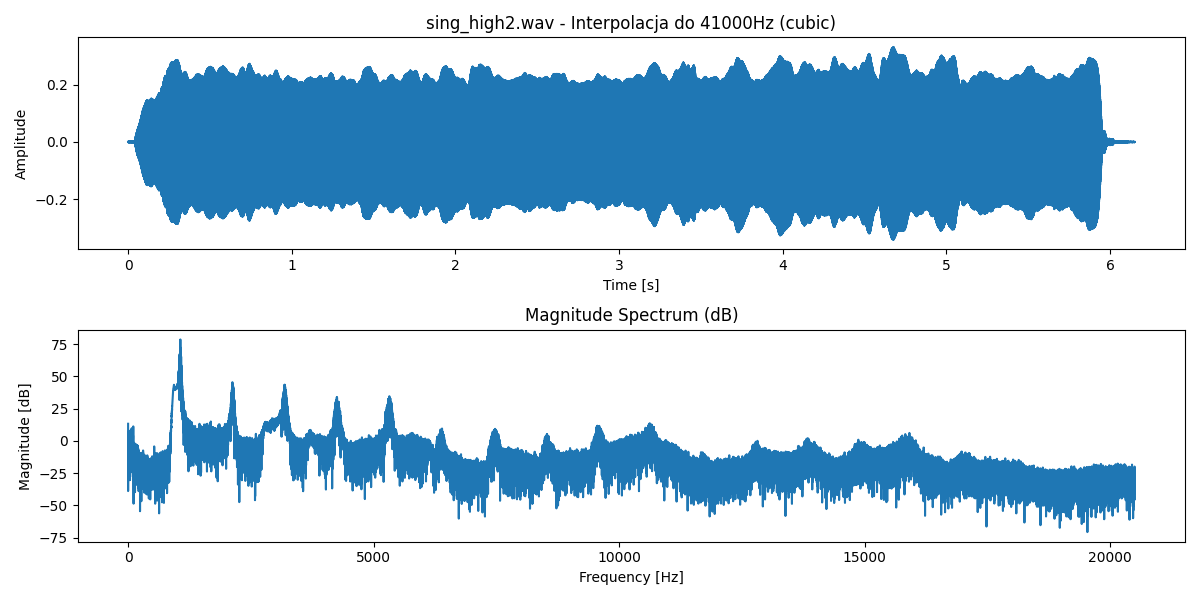 sing_high2.wav - Interpolacja do 41000Hz (cubic)
0.2
0.0
−0.2
Amplitude
0 1 2 3 4 5 6
Time [s]
Magnitude Spectrum (dB)
75
50
25
0
−25
−50
−75
Magnitude [dB]
0 5000 10000 15000 20000
Frequency [Hz]